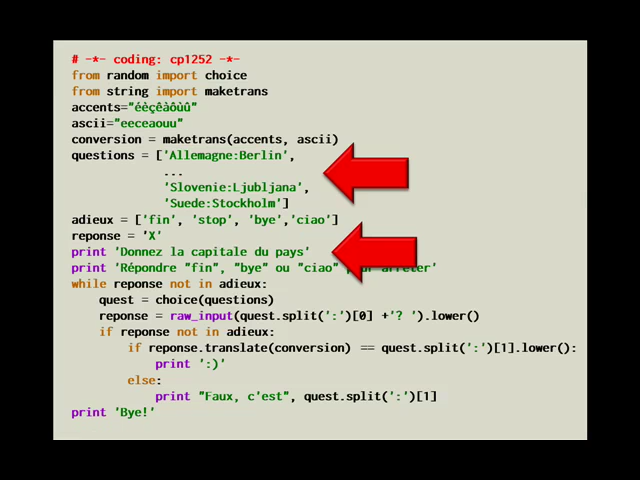 # -*- coding: cp1252 -*-
from random import choice
from string import maketrans
accents="éèçêàôùû"
ascii="eeceaouu"
conversion = maketrans(accents, ascii)
questions = ['Allemagne:Berlin',
...
'Slovenie:Ljubljana',
'Suede:Stockholm']
adieux = ['fin', 'stop', 'bye','ciao']
reponse = 'X'
print 'Donnez la capitale du pays'
print 'Répondre "fin", "bye" ou "ciao" pour arrêter'
while reponse not in adieux:
quest = choice(questions)
reponse = raw_input(quest.split(':')[0] +'? ').lower()
if reponse not in adieux:
if reponse.translate(conversion) == quest.split(':')[1].lower():
print ':)'
else:
print "Faux, c'est", quest.split(':')[1]
print 'Bye!'